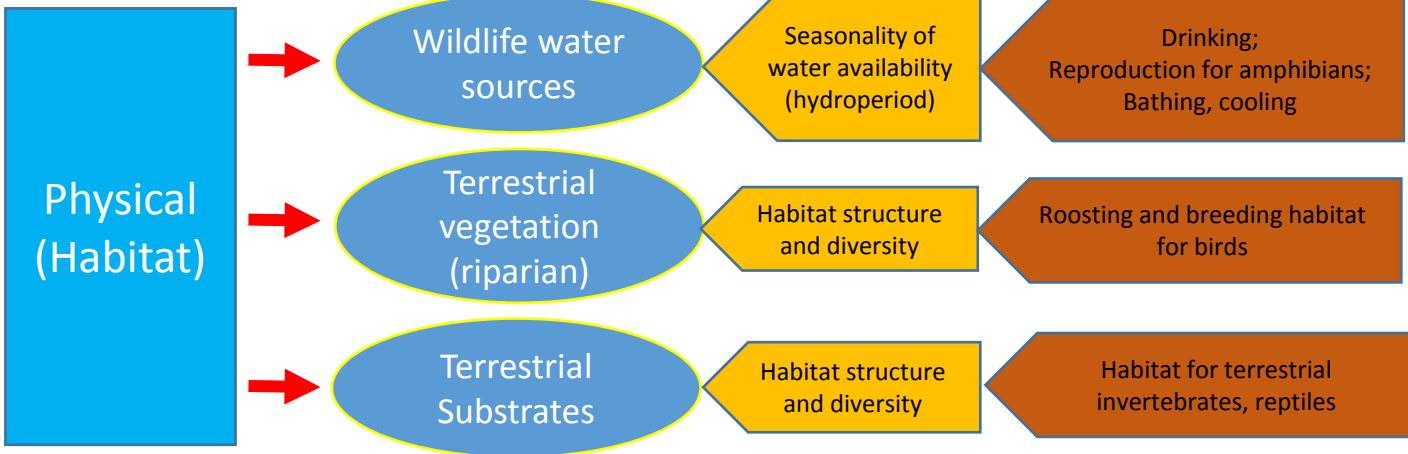 Physical
(Habitat)
Wildlife water
sources
Seasonality of
water availability
(hydroperiod)
Drinking;
Reproduction for amphibians;
Bathing, cooling
Terrestrial
vegetation
(riparian)
Habitat structure
and diversity
Roosting and breeding habitat
for birds
Terrestrial
Substrates
Habitat structure
and diversity
Habitat for terrestrial
invertebrates, reptiles